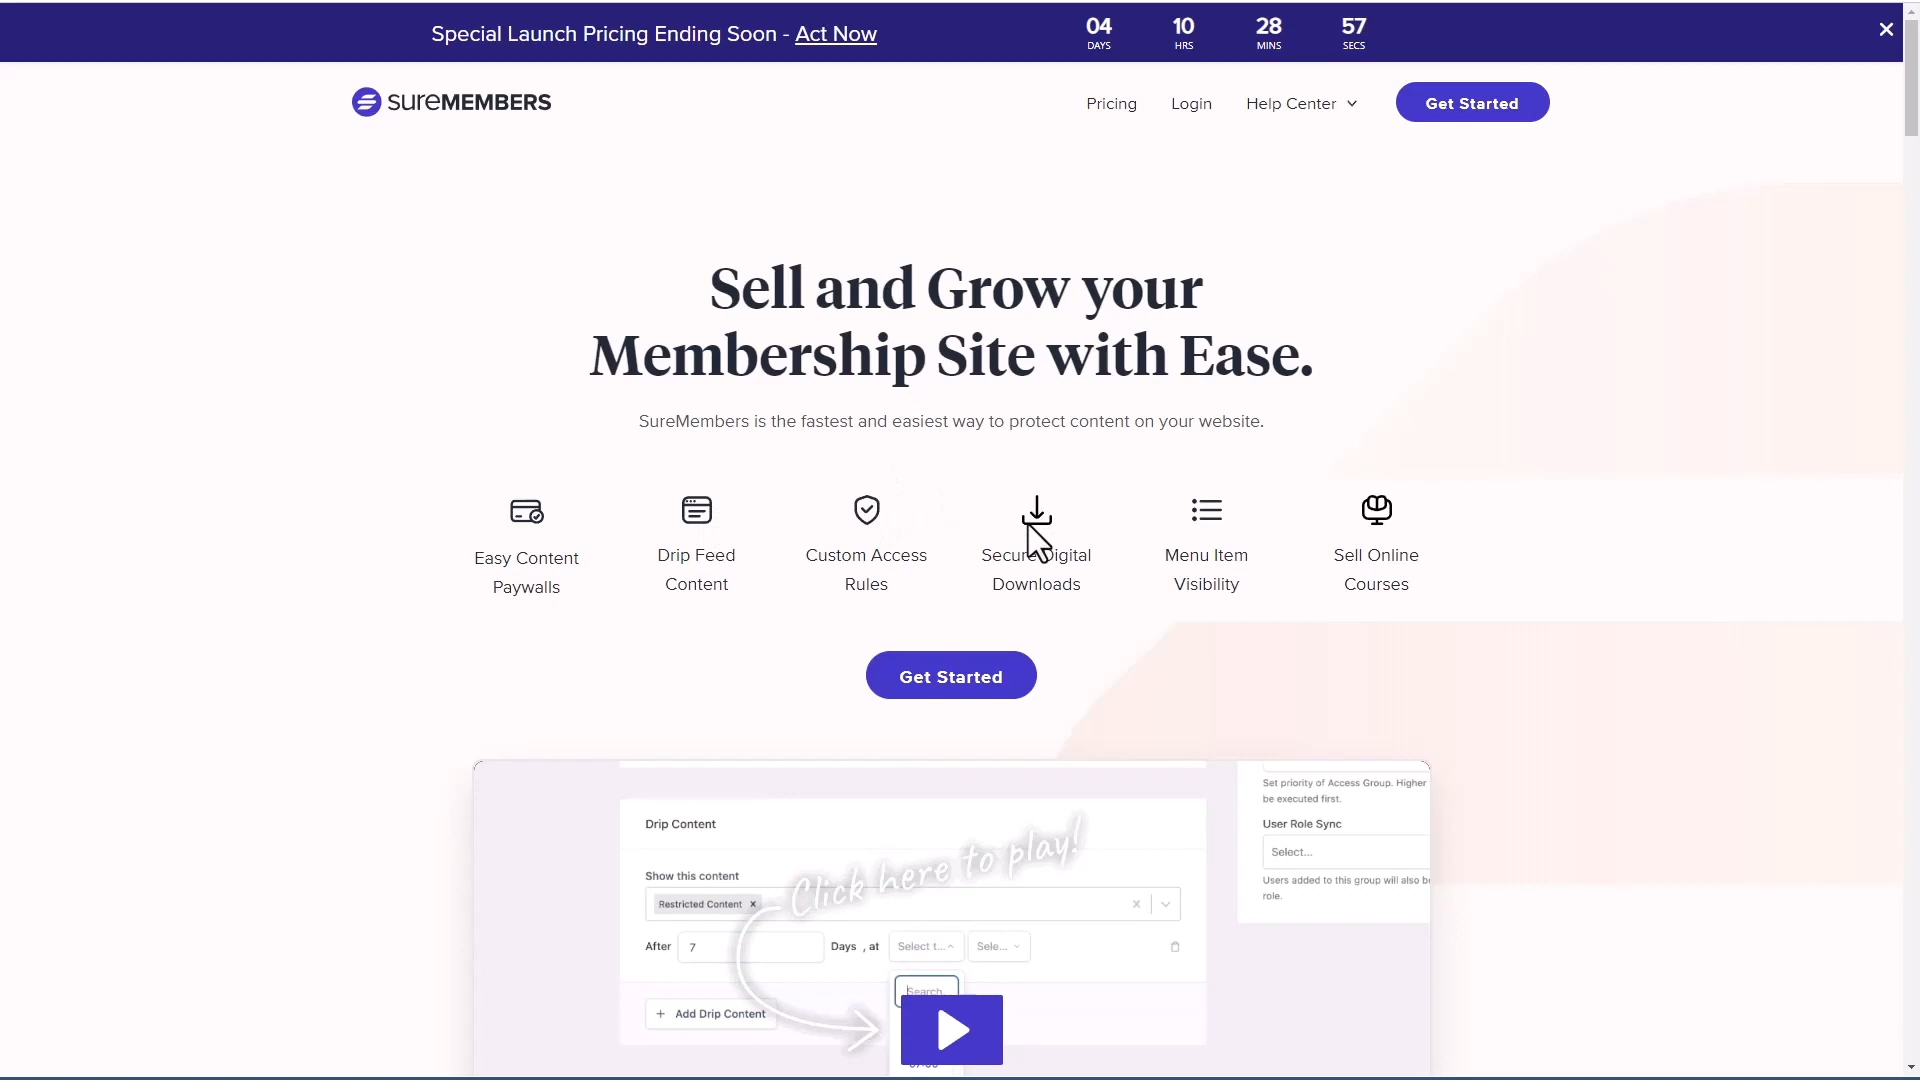 Special Launch Pricing Ending Soon - Act Now
04 10 28 57
DAYS HRS MINS SECS
sureMEMBERS
Pricing Login Help Center Get Started
Sell and Grow your
Membership Site with Ease.
SureMembers is the fastest and easiest way to protect content on your website.
Easy Content
Paywalls
Drip Feed
Content
Custom Access
Rules
Secure Digital
Downloads
Menu Item
Visibility
Sell Online
Courses
Get Started
Set priority of Access Group. Higher
be executed first.
Drip Content
User Role Sync
Click here to play!
Select...
Show this content
Users added to this group will also
role.
Restricted Content
After 7 Days , at Select t... Sele...
Search
+ Add Drip Content